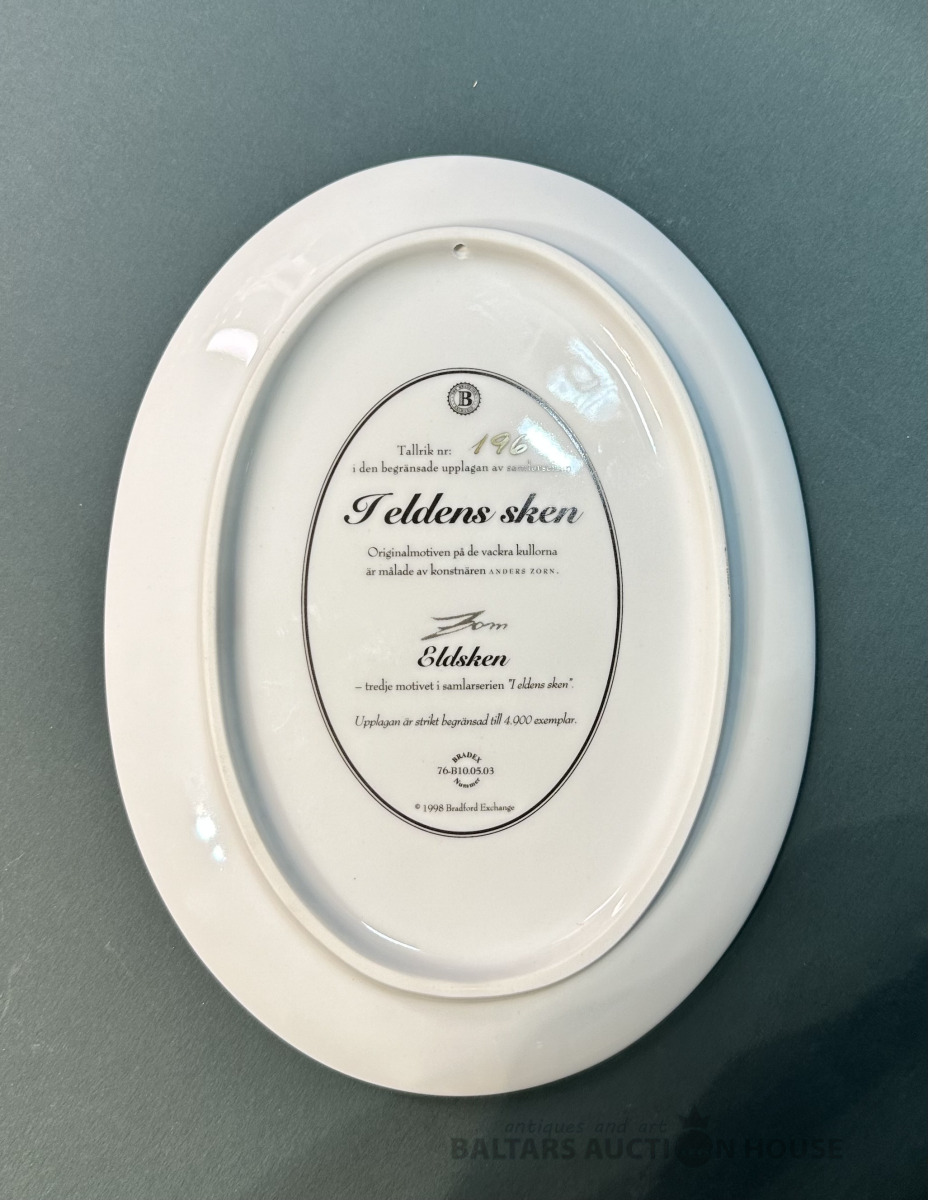 B
Tallrik nr: 196
i den begränsade upplagan av samlarserien
I eldens sken
Originalmotiven på de vackra kullorna
är målade av konstnären ANDERS ZORN.
Zorn
Eldsken
– tredje motivet i samlarserien "I eldens sken".
Upplagan är strikt begränsad till 4.900 exemplar.
BRADEX
76-B10.05.03
Nummer
© 1998 Bradford Exchange
antiques and art
BALTARS AUCTION HOUSE